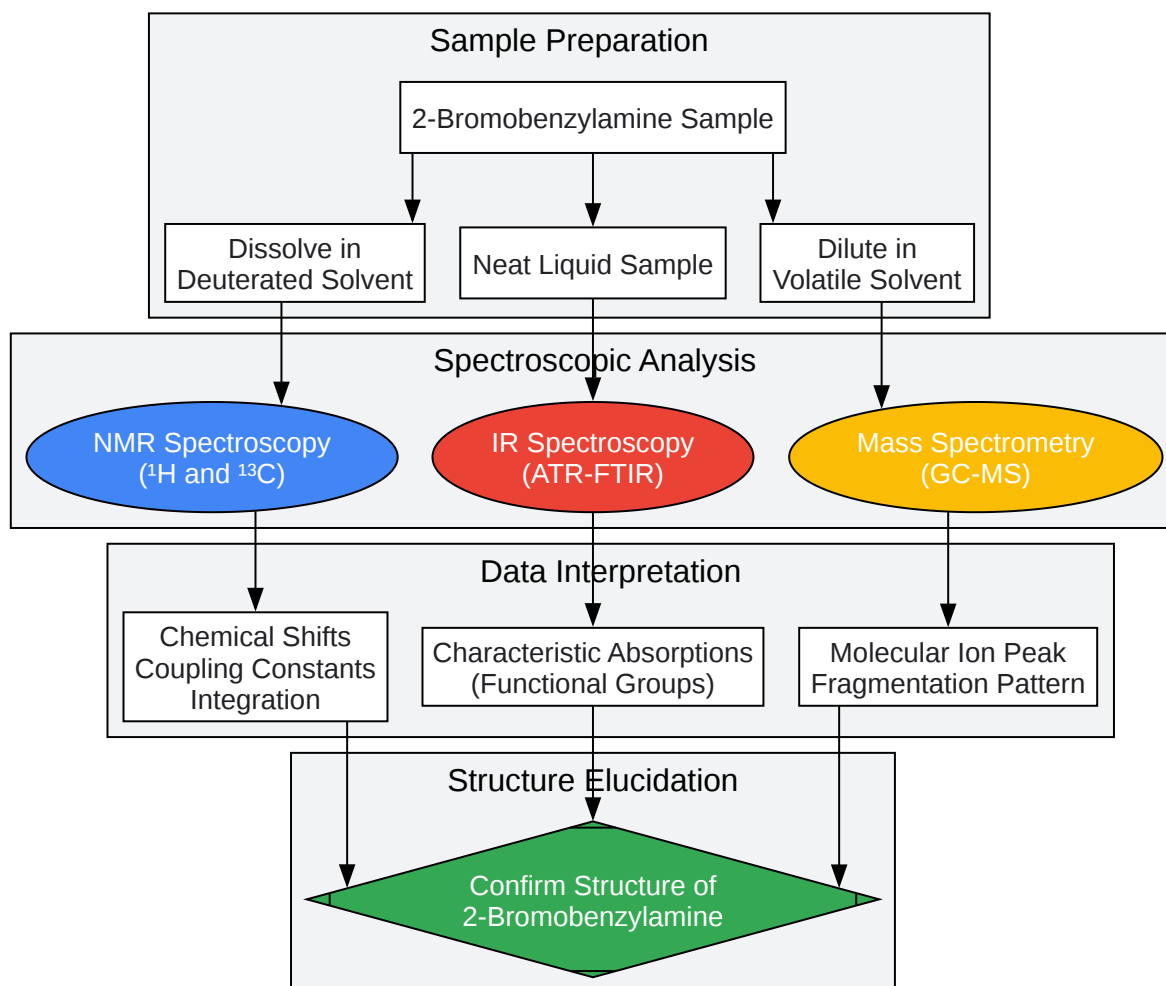 Sample Preparation
2-Bromobenzylamine Sample
Dissolve in
Deuterated Solvent
Neat Liquid Sample
Dilute in
Volatile Solvent
Spectroscopic Analysis
NMR Spectroscopy
(¹H and ¹³C)
IR Spectroscopy
(ATR-FTIR)
Mass Spectrometry
(GC-MS)
Data Interpretation
Chemical Shifts
Coupling Constants
Integration
Characteristic Absorptions
(Functional Groups)
Molecular Ion Peak
Fragmentation Pattern
Structure Elucidation
Confirm Structure of
2-Bromobenzylamine